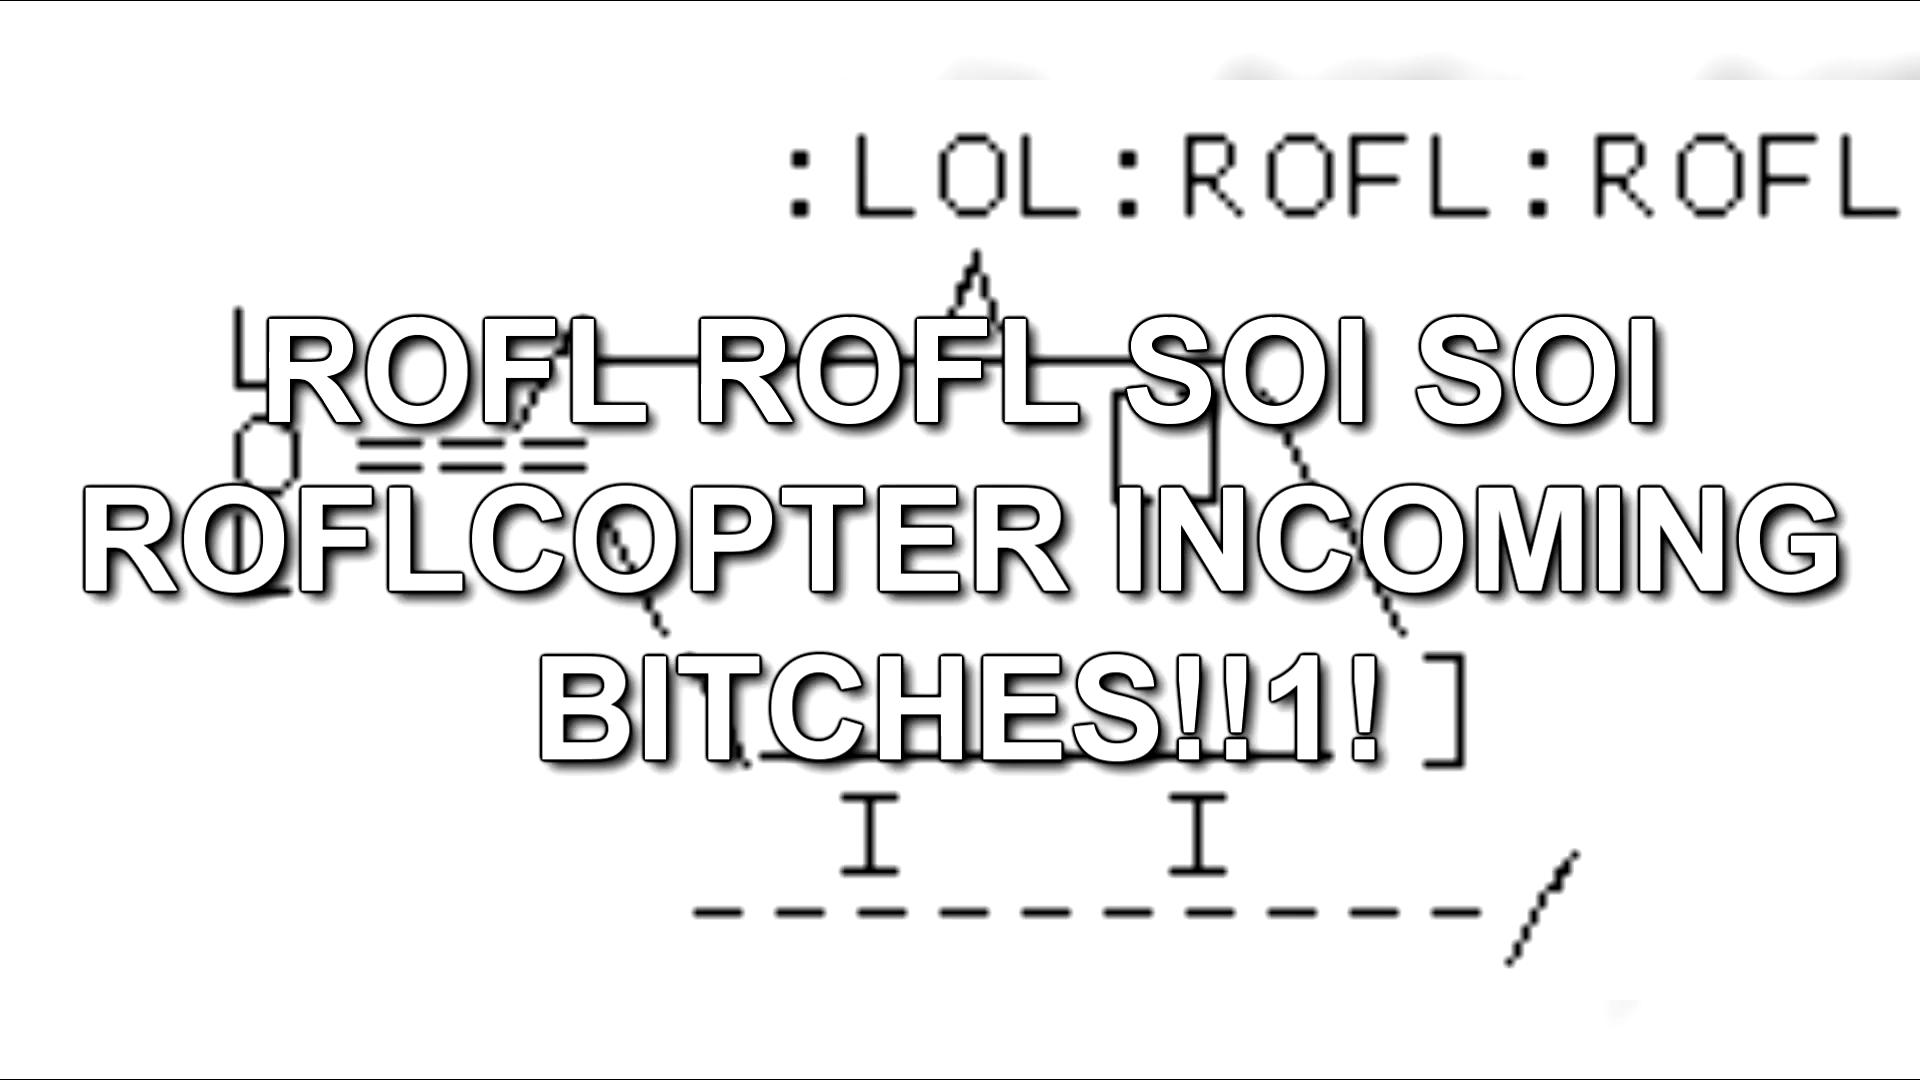 :LOL:ROFL:ROFL
ROFL ROFL SOI SOI
ROFLCOPTER INCOMING
BITCHES!!1!
L
O ===
L
]
I I
----------/